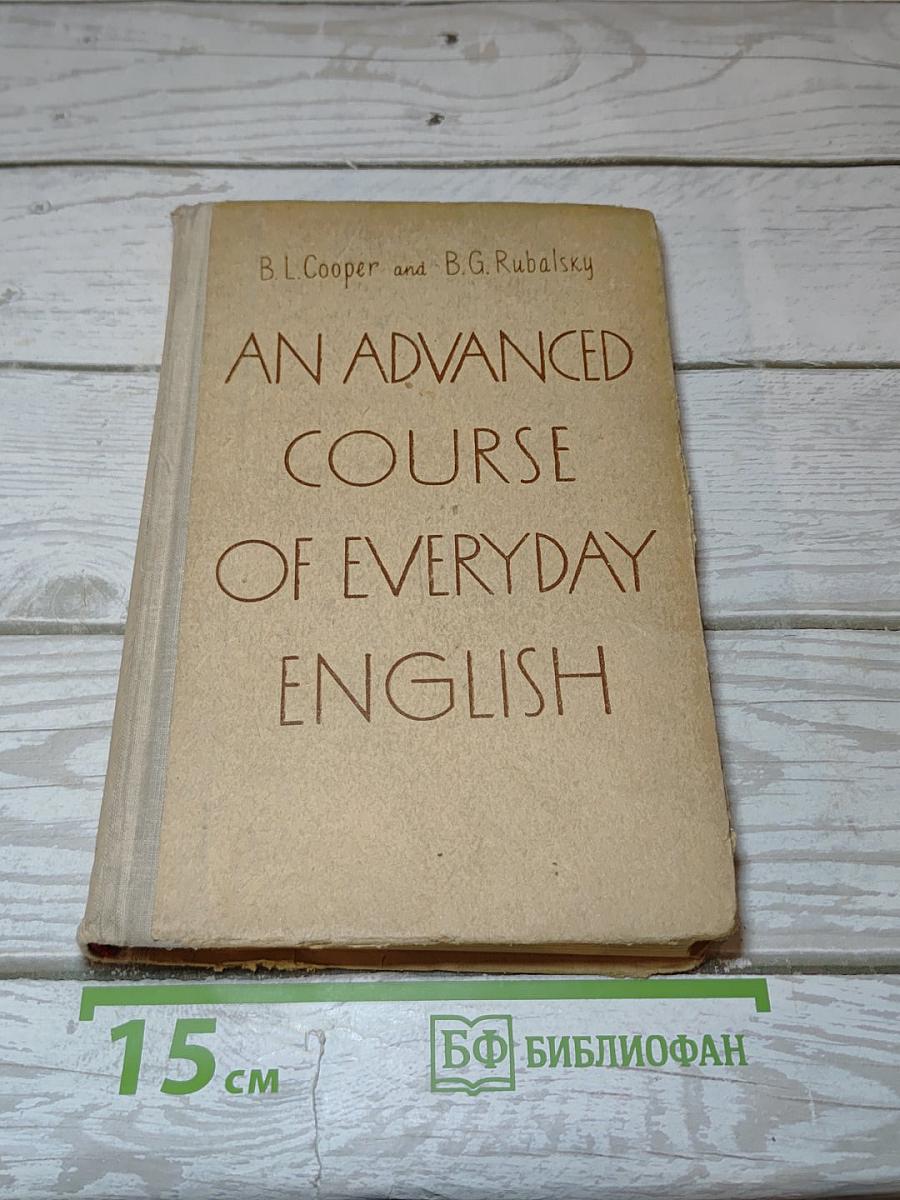 B. L. Cooper and B. G. Rubalsky
AN ADVANCED
COURSE
OF EVERYDAY
ENGLISH
15 см
БФ БИБЛИОФАН